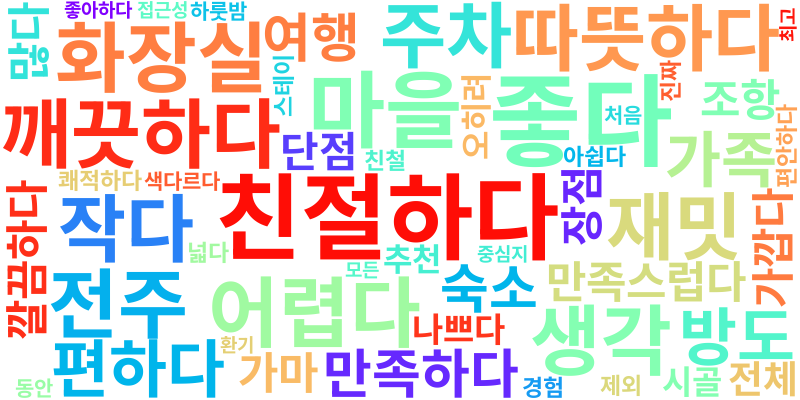 좋아하다 접근성 하룻밤
많다
화장실
여행
주차
따뜻하다
최고
스테이
마을
오히려
좋다
진짜
조항
처음
깨끗하다
단점
친철
아쉽다
가족
편안하다
쾌적하다 색다르다
깔끔하다
작다
친절하다
장점
재밋
가깝다
넓다
모든
추천
중심지
전주
어렵다
숙소
만족스럽다
편하다
환기
나쁘다
생각
방도
동안
가마
만족하다
경험
제외
시골
전체